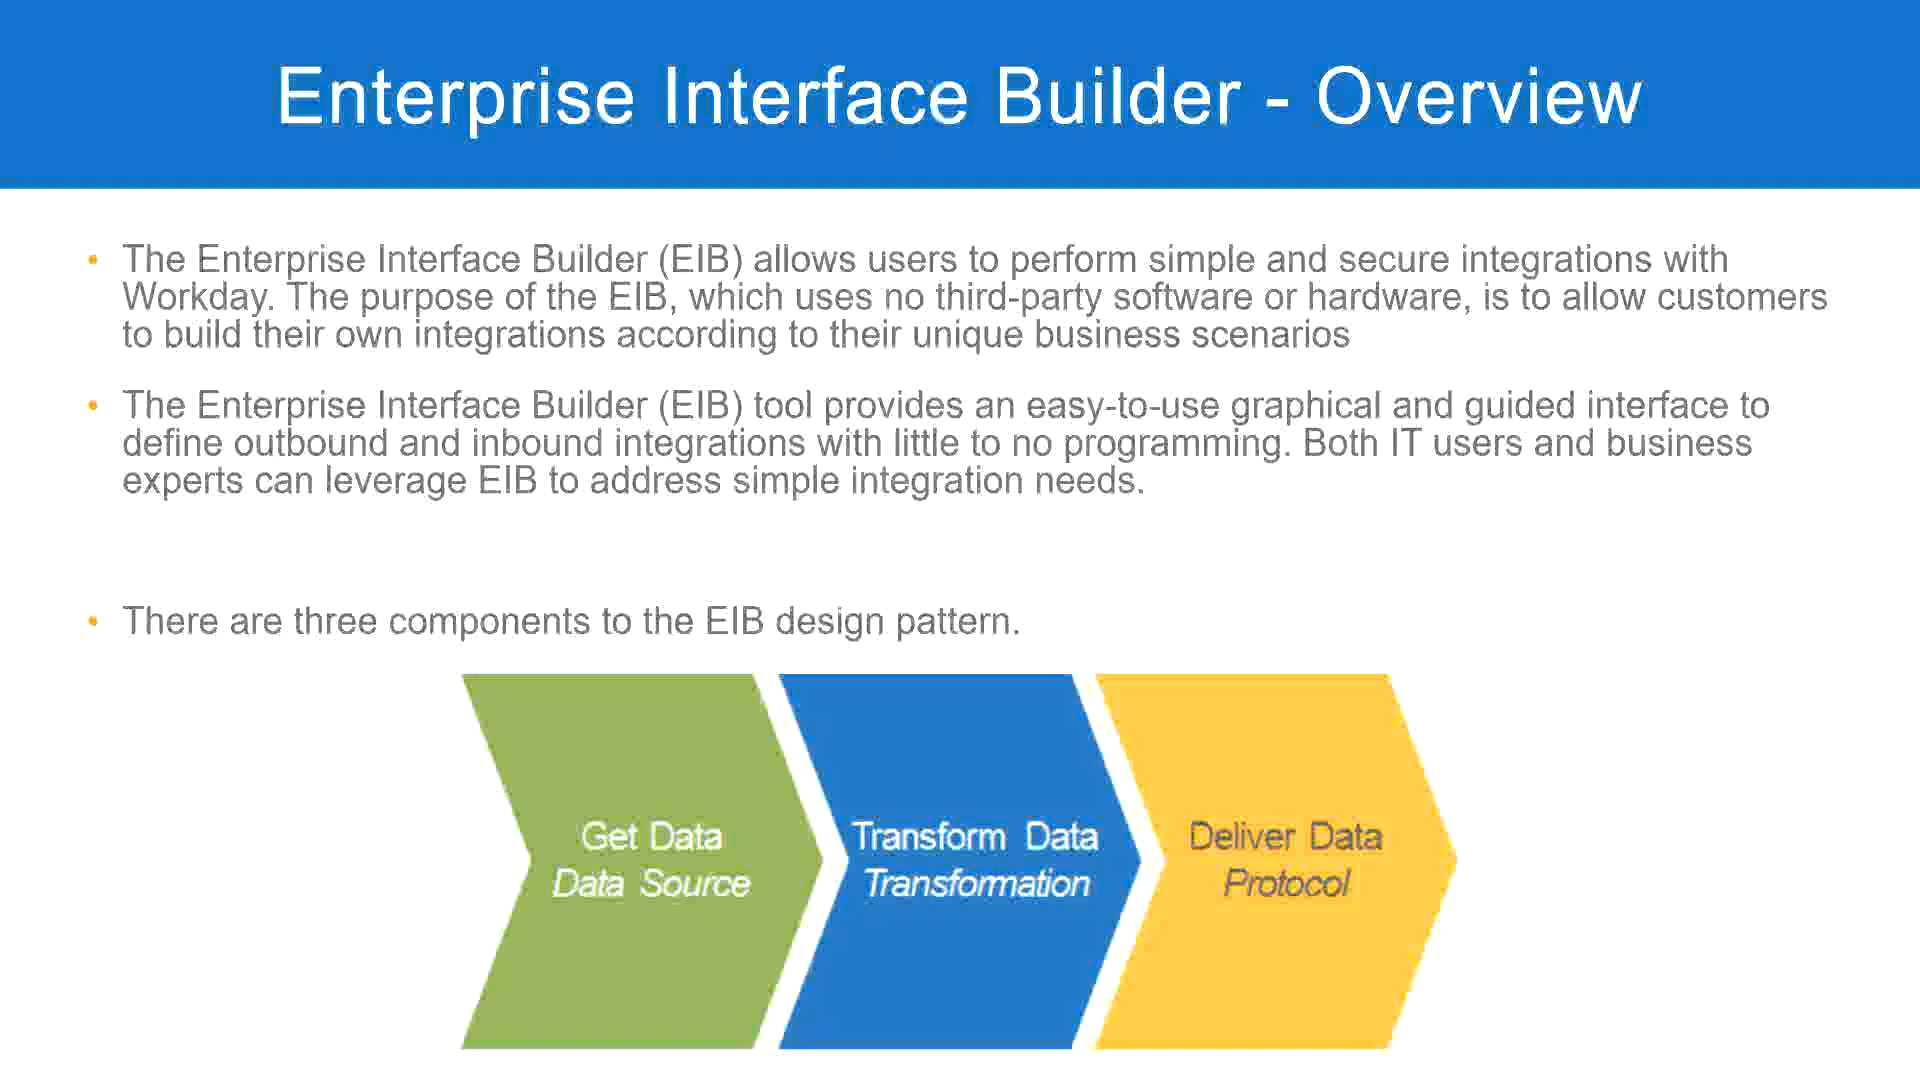 Enterprise Interface Builder - Overview
• The Enterprise Interface Builder (EIB) allows users to perform simple and secure integrations with
Workday. The purpose of the EIB, which uses no third-party software or hardware, is to allow customers
to build their own integrations according to their unique business scenarios
• The Enterprise Interface Builder (EIB) tool provides an easy-to-use graphical and guided interface to
define outbound and inbound integrations with little to no programming. Both IT users and business
experts can leverage EIB to address simple integration needs.
• There are three components to the EIB design pattern.
Get Data
Data Source
Transform Data
Transformation
Deliver Data
Protocol